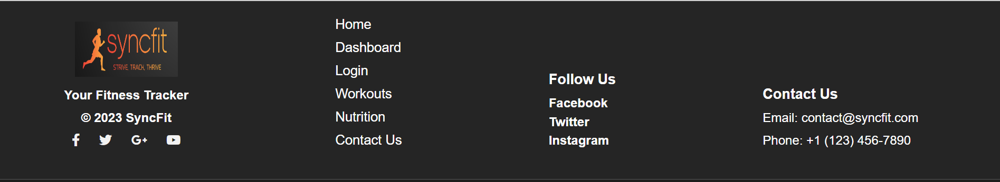 syncfit
STRIVE, TRACK, THRIVE
Your Fitness Tracker
© 2023 SyncFit
G+
Home
Dashboard
Login
Workouts
Nutrition
Contact Us
Follow Us
Facebook
Twitter
Instagram
Contact Us
Email: contact@syncfit.com
Phone: +1 (123) 456-7890